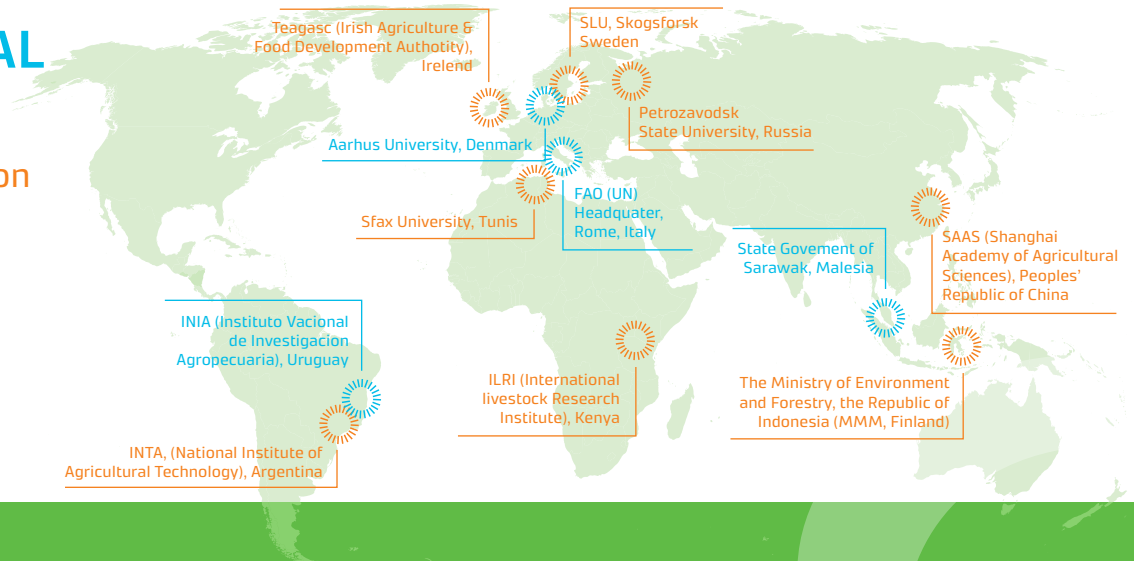 AL
on
Teagasc (Irish Agriculture &
Food Development Authotity),
Irelend
SLU, Skogsforsk
Sweden
Petrozavodsk
State University, Russia
Aarhus University, Denmark
FAO (UN)
Headquater,
Rome, Italy
Sfax University, Tunis
State Govement of
Sarawak, Malesia
SAAS (Shanghai
Academy of Agricultural
Sciences), Peoples'
Republic of China
INIA (Instituto Vacional
de Investigacion
Agropecuaria), Uruguay
ILRI (International
livestock Research
Institute), Kenya
The Ministry of Environment
and Forestry, the Republic of
Indonesia (MMM, Finland)
INTA, (National Institute of
Agricultural Technology), Argentina